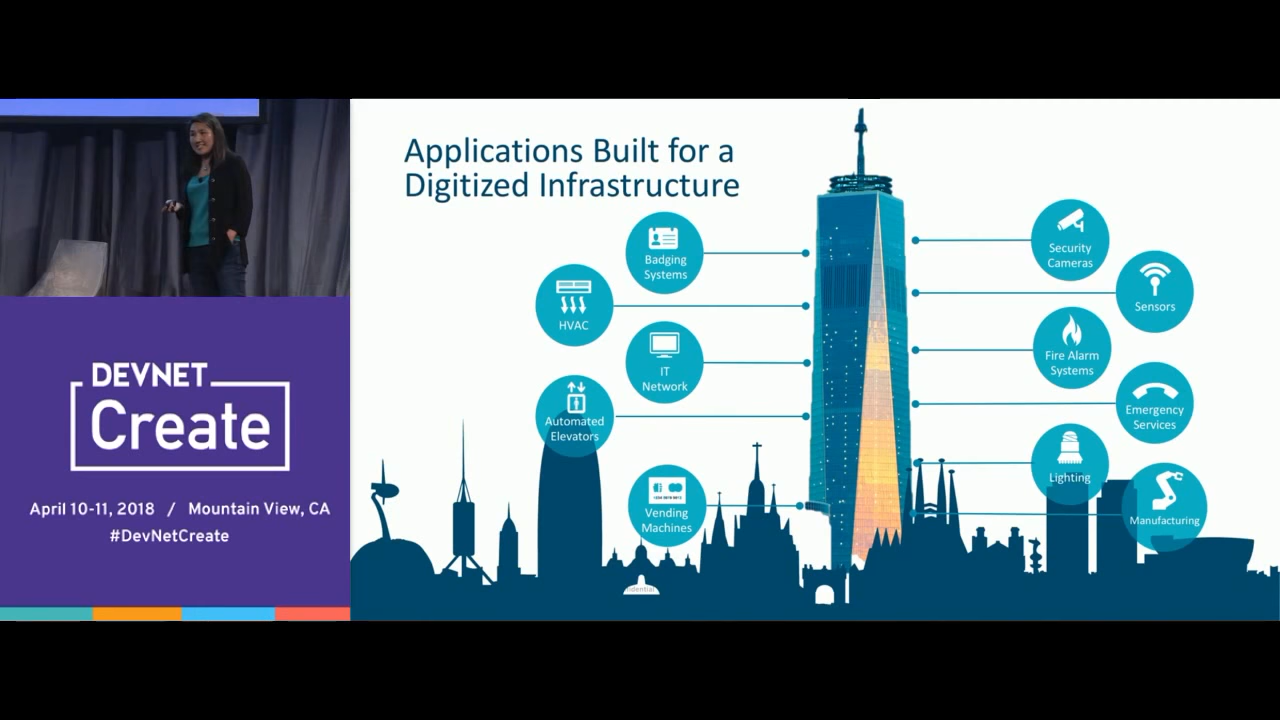 DEVNET
Create
April 10-11, 2018 / Mountain View, CA
#DevNetCreate
Applications Built for a
Digitized Infrastructure
Badging
Systems
HVAC
IT
Network
Automated
Elevators
Vending
Machines
Security
Cameras
Sensors
Fire Alarm
Systems
Emergency
Services
Lighting
Manufacturing